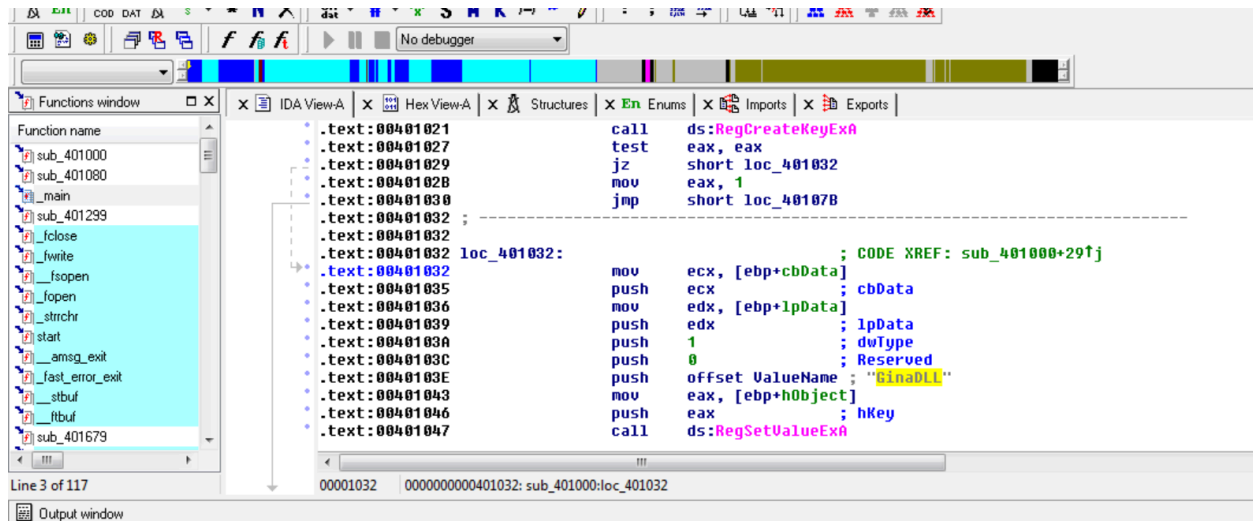 En COD DAT
No debugger
Functions window
IDA View-A Hex View-A Structures En Enums Imports Exports
Function name
sub_401000
sub_401080
_main
sub_401299
_fclose
_fwrite
__fsopen
_fopen
_strrchr
start
__amsg_exit
_fast_error_exit
__stbuf
__ftbuf
sub_401679
Line 3 of 117
.text:00401021 call ds:RegCreateKeyExA
.text:00401027 test eax, eax
.text:00401029 jz short loc_401032
.text:0040102B mov eax, 1
.text:00401030 jmp short loc_40107B
.text:00401032 ; ---------------------------------------------------------------------------
.text:00401032
.text:00401032 loc_401032: ; CODE XREF: sub_401000+29↑j
.text:00401032 mov ecx, [ebp+cbData]
.text:00401035 push ecx ; cbData
.text:00401036 mov edx, [ebp+lpData]
.text:00401039 push edx ; lpData
.text:0040103A push 1 ; dwType
.text:0040103C push 0 ; Reserved
.text:0040103E push offset ValueName ; "GinaDLL"
.text:00401043 mov eax, [ebp+hObject]
.text:00401046 push eax ; hKey
.text:00401047 call ds:RegSetValueExA
00001032 0000000000401032: sub_401000:loc_401032
Output window